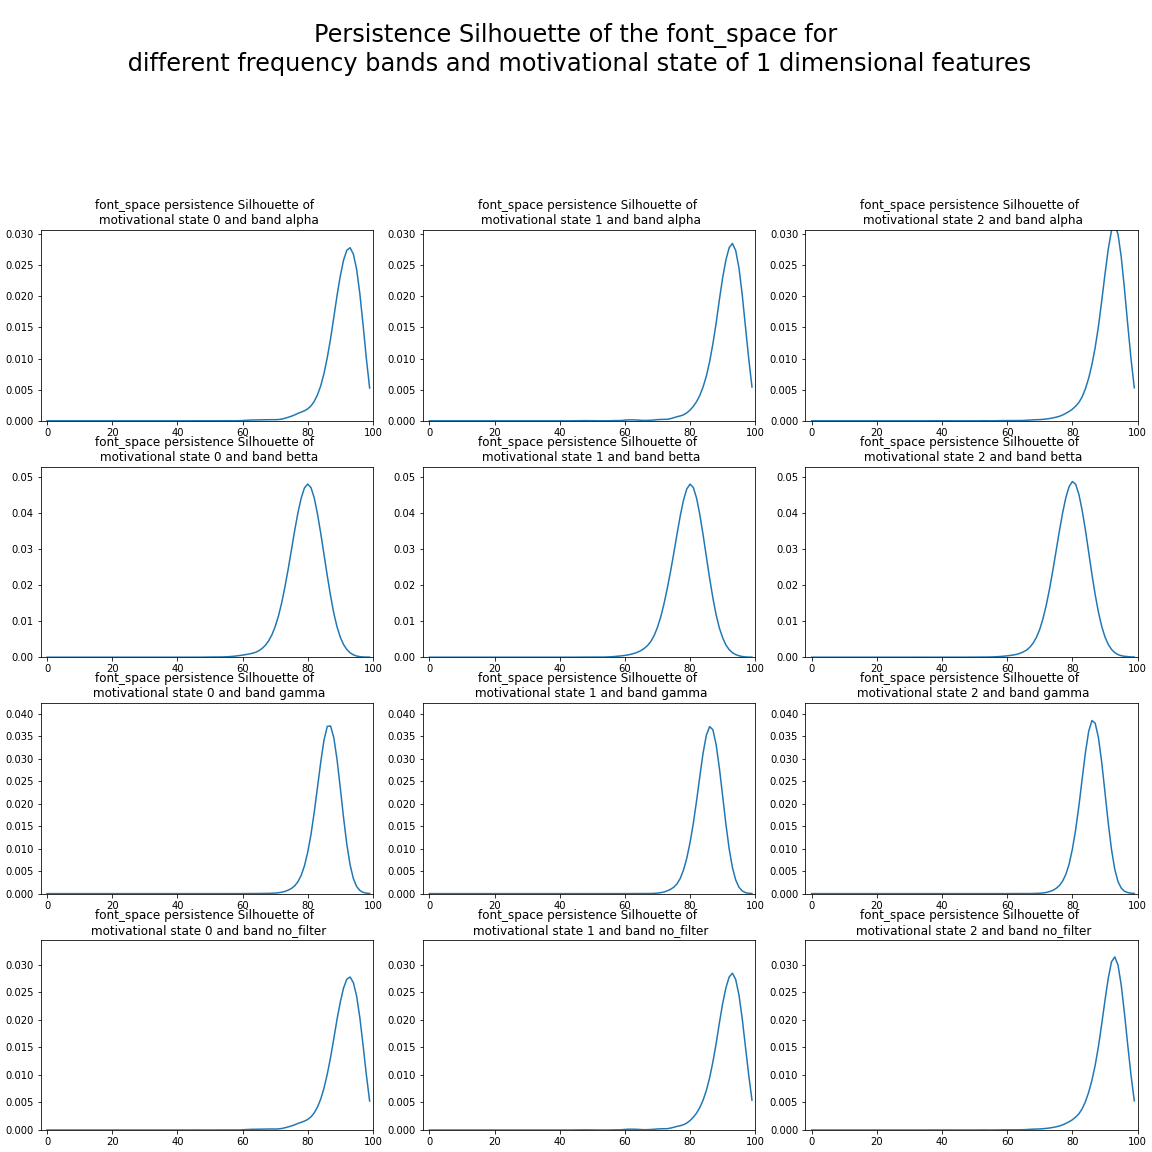 Persistence Silhouette of the font_space for
different frequency bands and motivational state of 1 dimensional features
font_space persistence Silhouette of
motivational state 0 and band alpha
0.030
0.025
0.020
0.015
0.010
0.005
0.000
0 20 40 60 80 100
font_space persistence Silhouette of
motivational state 1 and band alpha
0.030
0.025
0.020
0.015
0.010
0.005
0.000
0 20 40 60 80 100
font_space persistence Silhouette of
motivational state 2 and band alpha
0.030
0.025
0.020
0.015
0.010
0.005
0.000
0 20 40 60 80 100
font_space persistence Silhouette of
motivational state 0 and band betta
0.05
0.04
0.03
0.02
0.01
0.00
0 20 40 60 80 100
font_space persistence Silhouette of
motivational state 1 and band betta
0.05
0.04
0.03
0.02
0.01
0.00
0 20 40 60 80 100
font_space persistence Silhouette of
motivational state 2 and band betta
0.05
0.04
0.03
0.02
0.01
0.00
0 20 40 60 80 100
font_space persistence Silhouette of
motivational state 0 and band gamma
0.040
0.035
0.030
0.025
0.020
0.015
0.010
0.005
0.000
0 20 40 60 80 100
font_space persistence Silhouette of
motivational state 1 and band gamma
0.040
0.035
0.030
0.025
0.020
0.015
0.010
0.005
0.000
0 20 40 60 80 100
font_space persistence Silhouette of
motivational state 2 and band gamma
0.040
0.035
0.030
0.025
0.020
0.015
0.010
0.005
0.000
0 20 40 60 80 100
font_space persistence Silhouette of
motivational state 0 and band no_filter
0.030
0.025
0.020
0.015
0.010
0.005
0.000
0 20 40 60 80 100
font_space persistence Silhouette of
motivational state 1 and band no_filter
0.030
0.025
0.020
0.015
0.010
0.005
0.000
0 20 40 60 80 100
font_space persistence Silhouette of
motivational state 2 and band no_filter
0.030
0.025
0.020
0.015
0.010
0.005
0.000
0 20 40 60 80 100